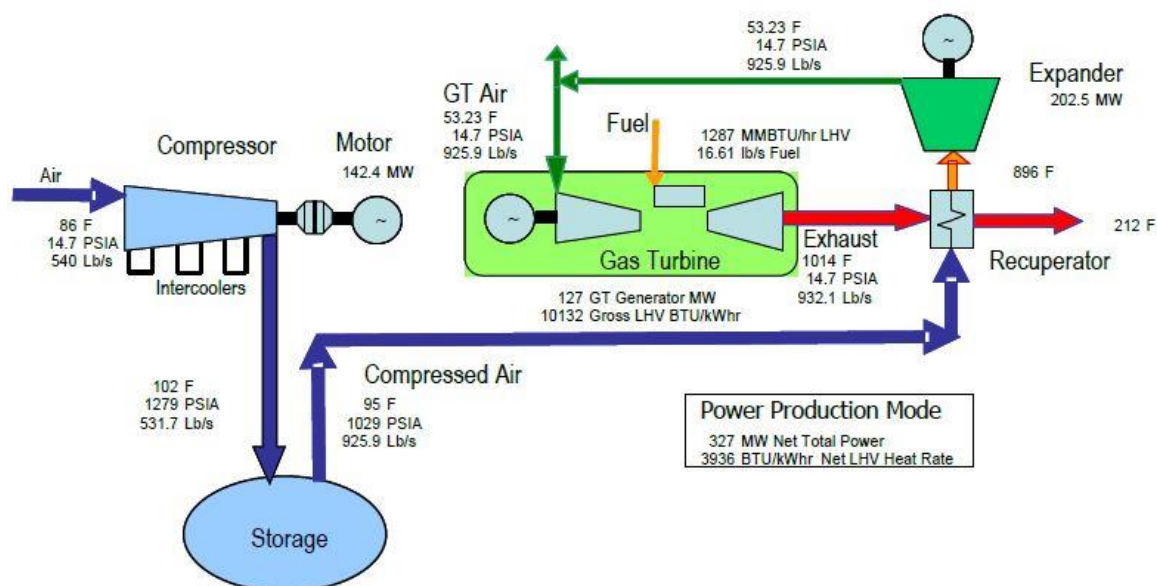 Air
86 F
14.7 PSIA
540 Lb/s
Compressor
Intercoolers
Motor
142.4 MW
~
102 F
1279 PSIA
531.7 Lb/s
Storage
Compressed Air
95 F
1029 PSIA
925.9 Lb/s
GT Air
53.23 F
14.7 PSIA
925.9 Lb/s
Fuel
1287 MMBTU/hr LHV
16.61 lb/s Fuel
~
Gas Turbine
127 GT Generator MW
10132 Gross LHV BTU/kWhr
Exhaust
1014 F
14.7 PSIA
932.1 Lb/s
53.23 F
14.7 PSIA
925.9 Lb/s
~
Expander
202.5 MW
896 F
212 F
Recuperator
Power Production Mode
327 MW Net Total Power
3936 BTU/kWhr Net LHV Heat Rate